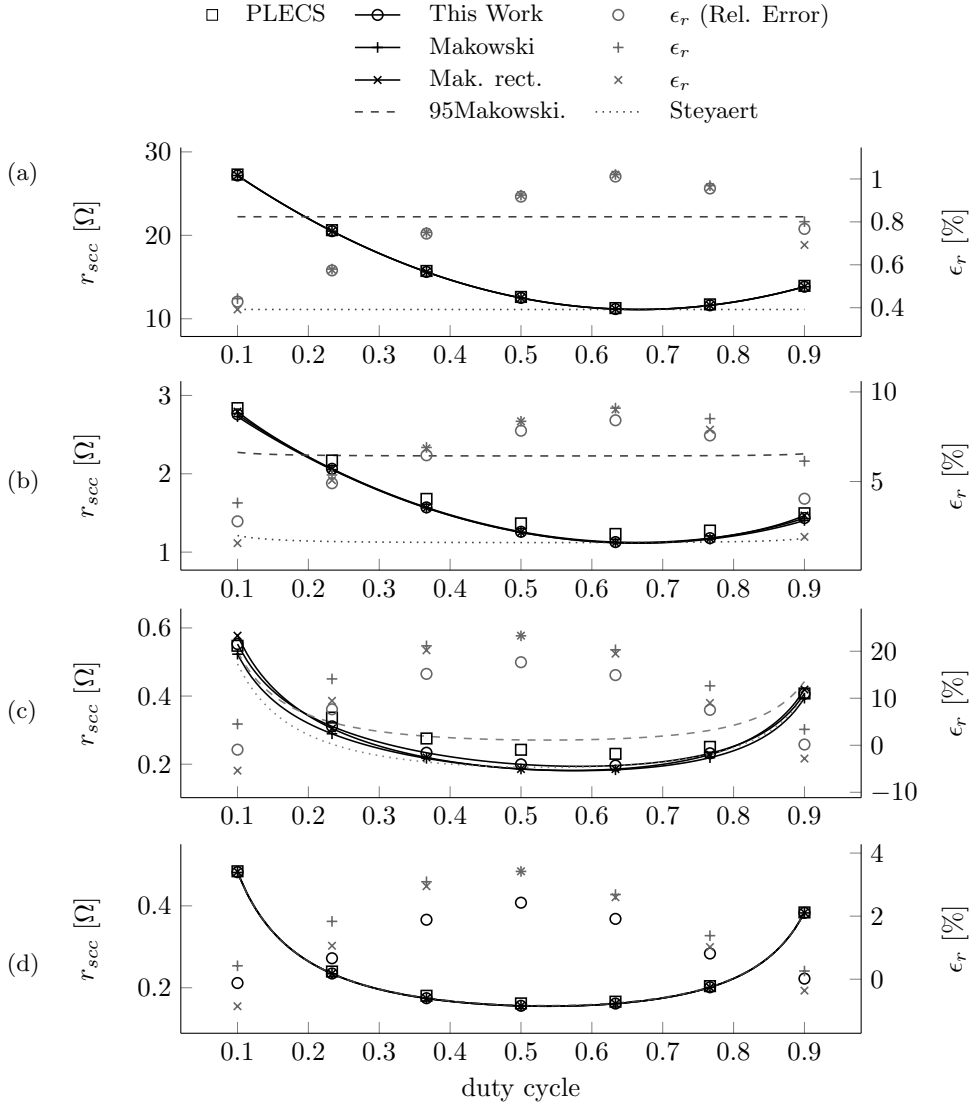 PLECS This Work ϵr (Rel. Error)
Makowski ϵr
Mak. rect. ϵr
95Makowski. Steyaert
(a)
rscc [Ω]
30
20
10
1
0.8
0.6
0.4
ϵr [%]
0.1 0.2 0.3 0.4 0.5 0.6 0.7 0.8 0.9
(b)
rscc [Ω]
3
2
1
10
5
ϵr [%]
0.1 0.2 0.3 0.4 0.5 0.6 0.7 0.8 0.9
(c)
rscc [Ω]
0.6
0.4
0.2
20
10
0
−10
ϵr [%]
0.1 0.2 0.3 0.4 0.5 0.6 0.7 0.8 0.9
(d)
rscc [Ω]
0.4
0.2
4
2
0
ϵr [%]
0.1 0.2 0.3 0.4 0.5 0.6 0.7 0.8 0.9
duty cycle